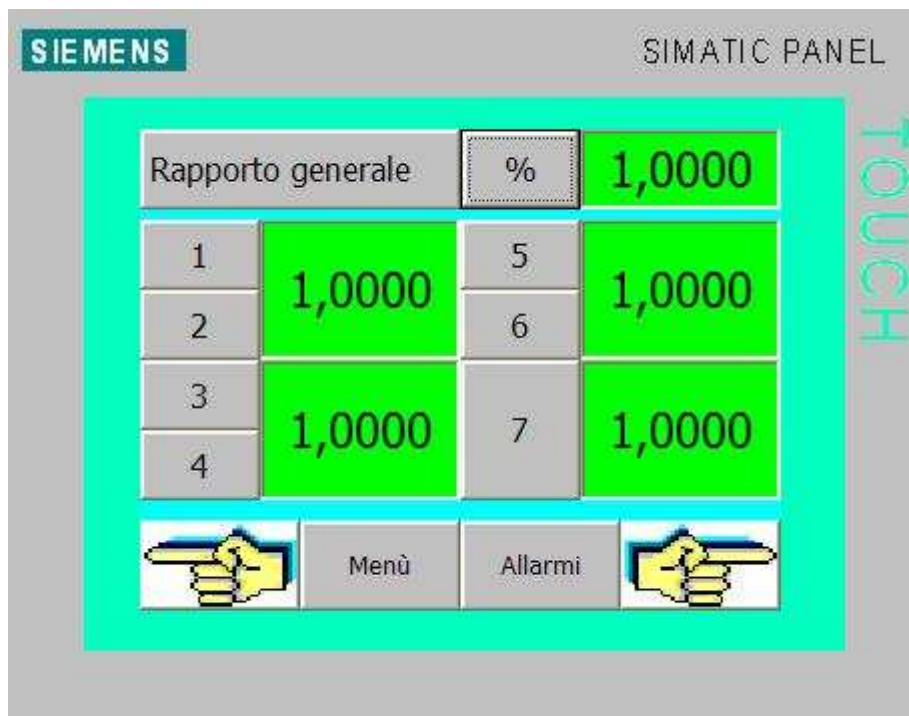 SIEMENS
SIMATIC PANEL
TOUCH
Rapporto generale % 1,0000
1
2
1,0000
5
6
1,0000
3
4
1,0000
7
1,0000
Menù
Allarmi